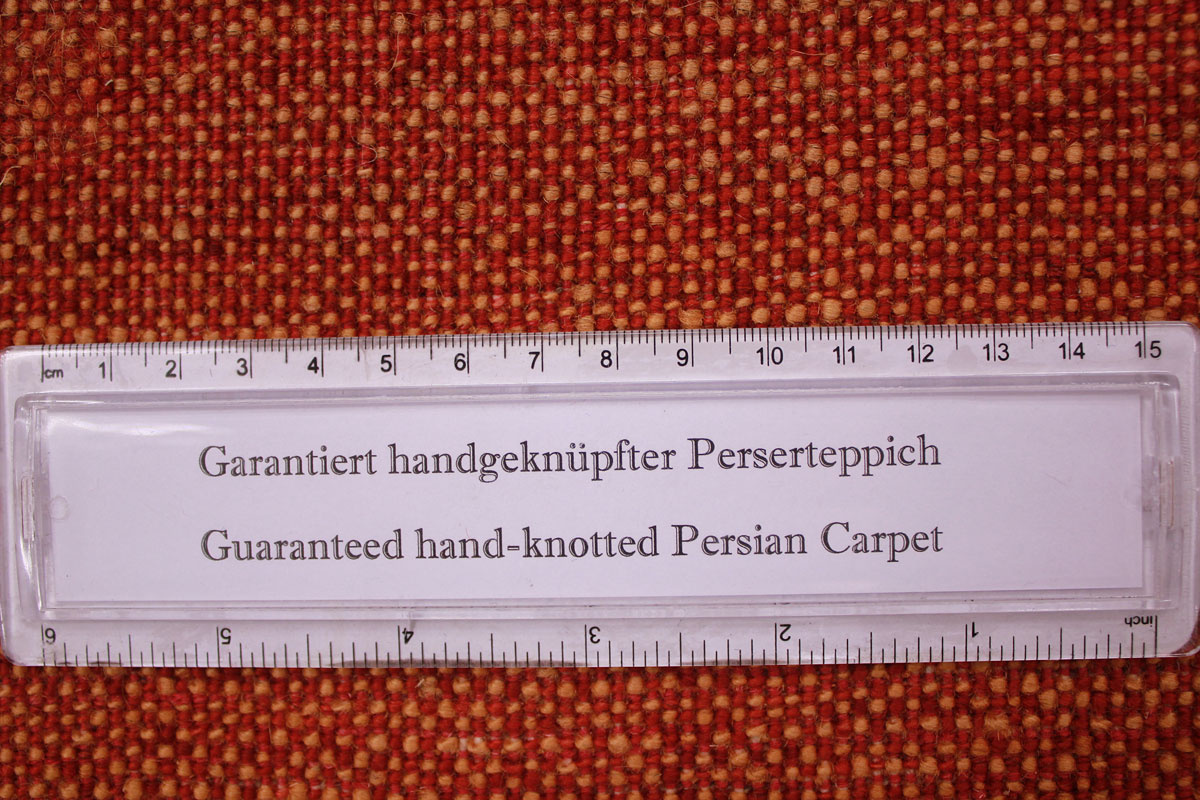 cm 1 2 3 4 5 6 7 8 9 10 11 12 13 14 15
Garantiert handgeknüpfter Perserteppich
Guaranteed hand-knotted Persian Carpet
6 5 4 3 2 1 inch